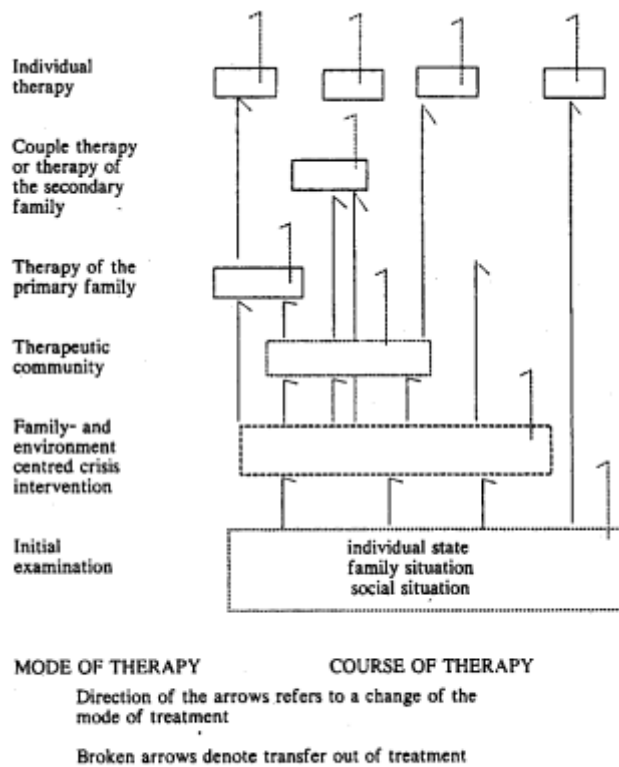 Individual
therapy
Couple therapy
or therapy of
the secondary
family
Therapy of the
primary family
Therapeutic
community
Family- and
environment
centred crisis
intervention
Initial
examination
individual state
family situation
social situation
MODE OF THERAPY COURSE OF THERAPY
Direction of the arrows refers to a change of the
mode of treatment
Broken arrows denote transfer out of treatment